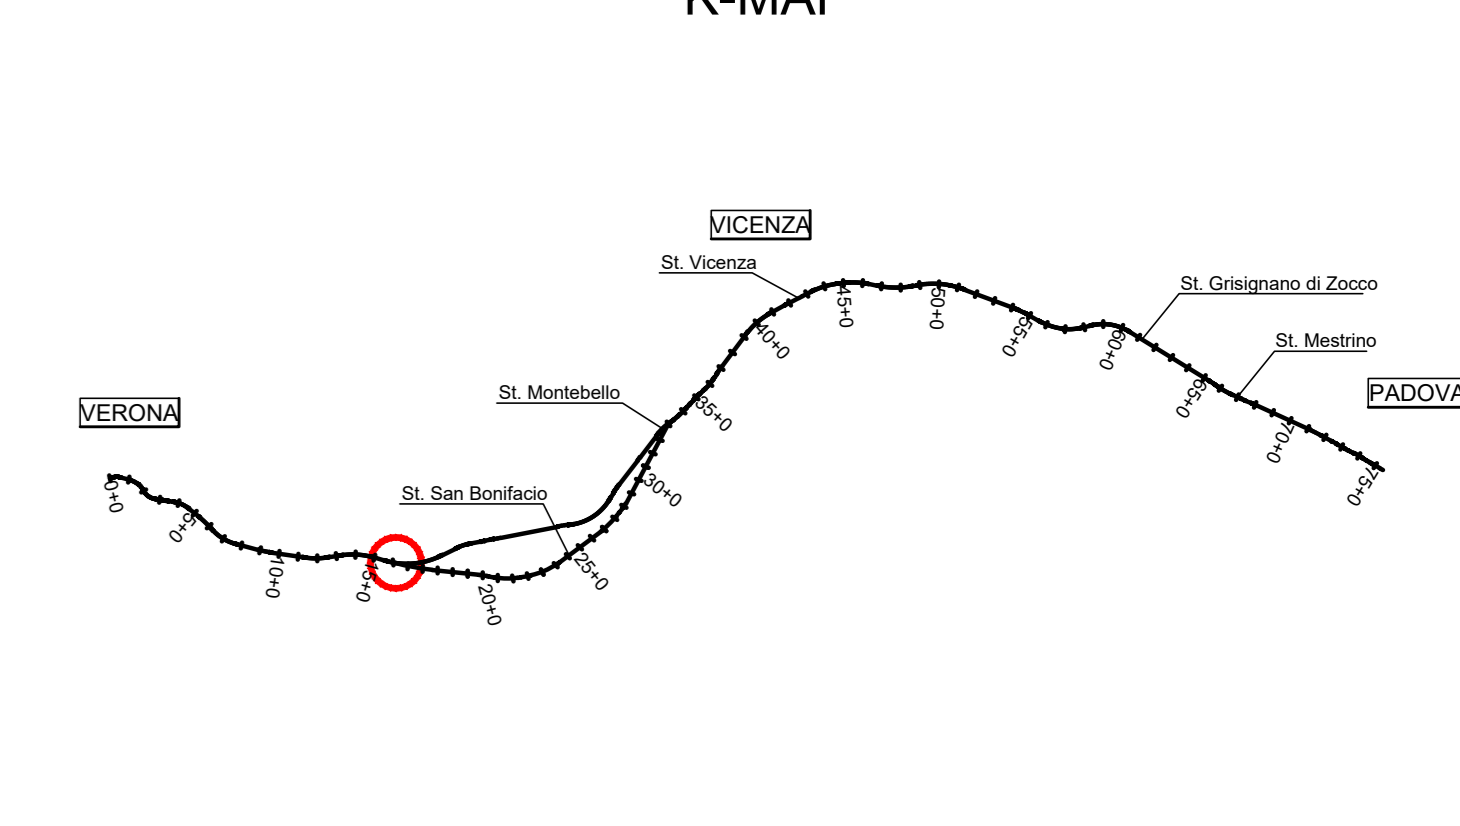 K-MAP
VICENZA
St. Vicenza
St. Grisignano di Zocco
45+0
50+0
55+0
40+0
60+0
St. Mestrino
PADOVA
St. Montebello
35+0
65+0
VERONA
70+0
75+0
0+0
St. San Bonifacio
30+0
5+0
10+0
15+0
25+0
20+0